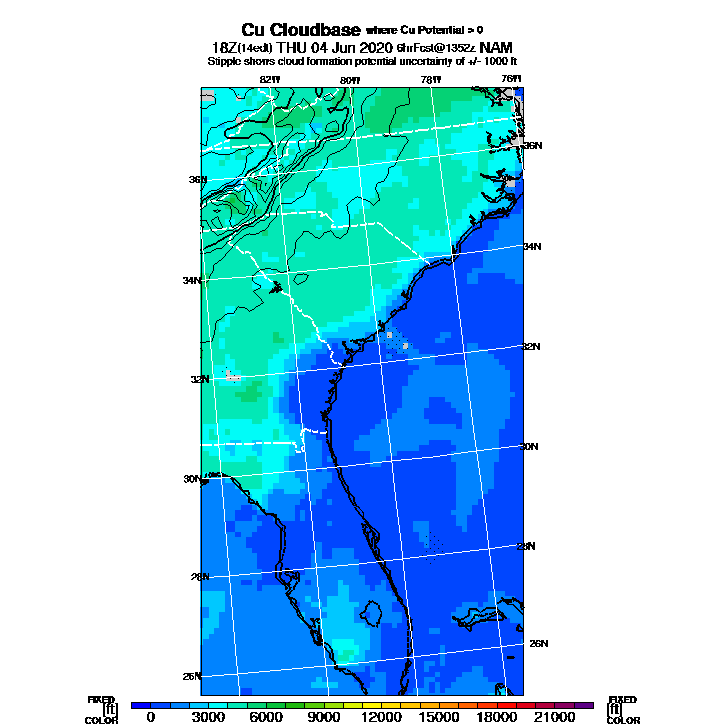 Cu Cloudbase where Cu Potential > 0
18Z(14edt) THU 04 Jun 2020 6hrFcst@1352z NAM
Stipple shows cloud formation potential uncertainty of +/- 1000 ft
82W 80W 78W 76W
36N
36N
34N
34N
32N
32N
30N
30N
28N
28N
26N
26N
FIXED FIXED
[ft] [ft]
COLOR COLOR
0 3000 6000 9000 12000 15000 18000 21000